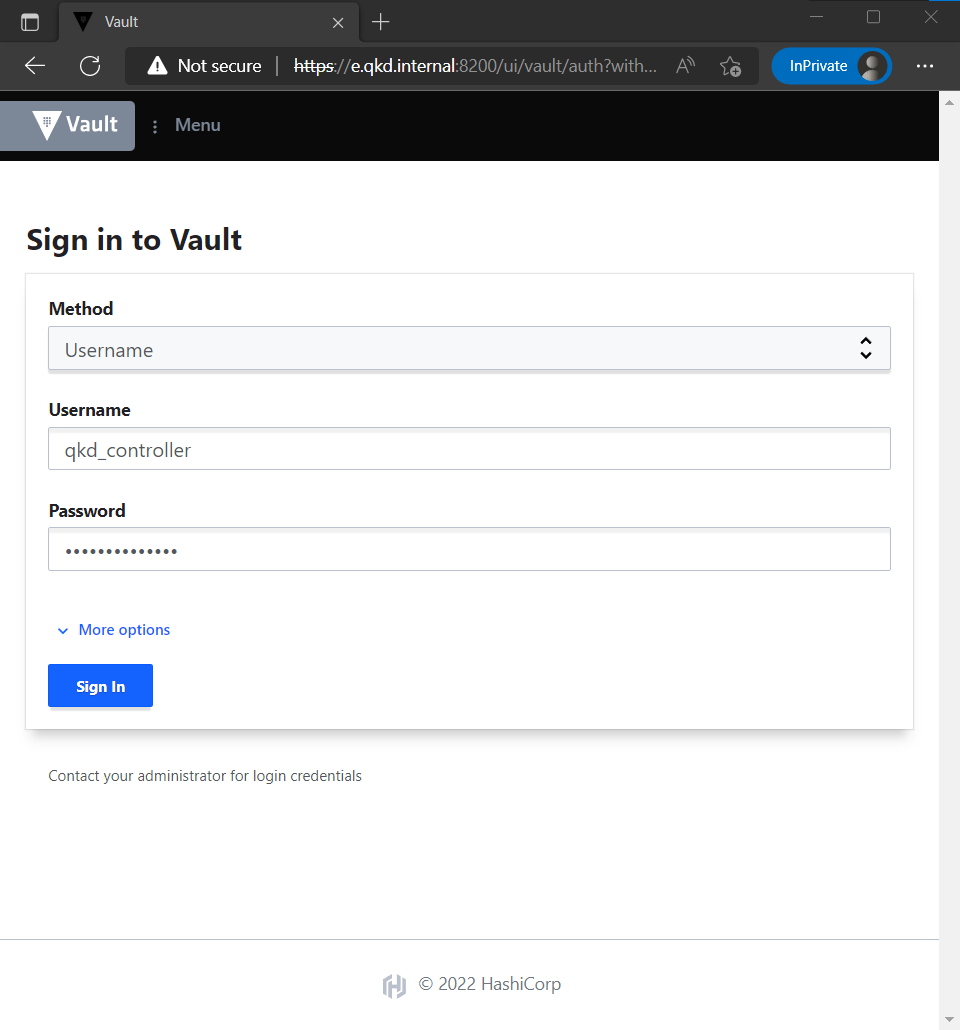 Vault
Not secure
https://e.qkd.internal:8200/ui/vault/auth?with...
InPrivate
Vault
Menu
Sign in to Vault
Method
Username
Username
qkd_controller
Password
••••••••••••••
More options
Sign In
Contact your administrator for login credentials
© 2022 HashiCorp